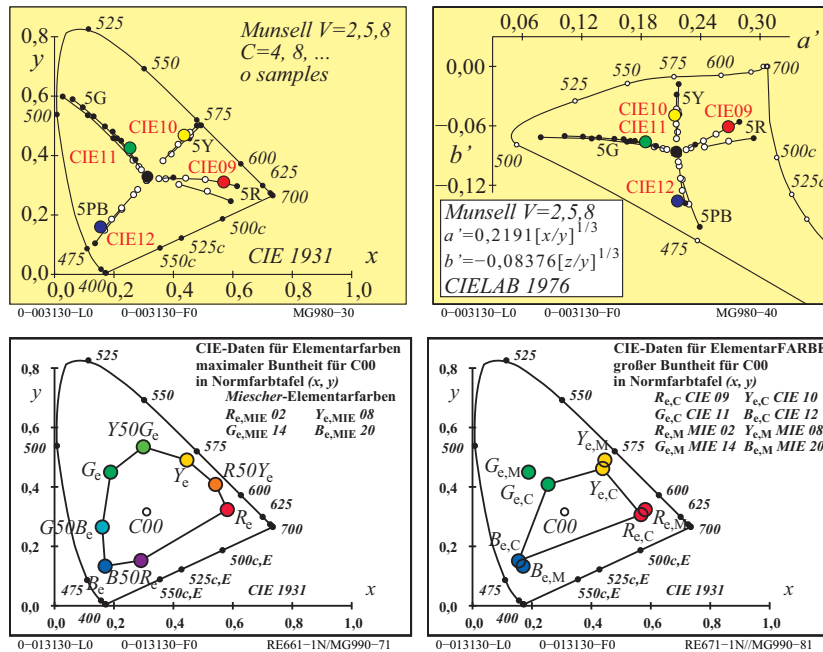 Munsell V=2,5,8
C=4, 8, ...
o samples
y
0,8
0,6
0,4
0,2
0,0
525
550
575
600
625
700
500
5G
CIE10
CIE11
5Y
CIE09
5R
5PB
CIE12
500c
525c
550c
475
400
CIE 1931
x
0,0 0,2 0,4 0,6 0,8 1,0
0-003130-L0 0-003130-F0 MG980-30
0,06 0,12 0,18 0,24 0,30
a’
0,00
-0,06
b’
-0,12
525
550
575
600
700
5Y
CIE10
CIE11
CIE09
5R
5G
500
500c
525c
CIE12
5PB
475
Munsell V=2,5,8
a’=0,2191[x/y]1/3
b’=-0,08376[z/y]1/3
CIELAB 1976
0-003130-L0 0-003130-F0 MG980-40
CIE-Daten für Elementarfarben
maximaler Buntheit für C00
in Normfarbtafel (x, y)
Miescher-Elementarfarben
Re,MIE 02 Ye,MIE 08
Ge,MIE 14 Be,MIE 20
y
0,8
0,6
0,4
0,2
0,0
525
550
575
600
625
700
500
Y50Ge
Ge
Ye
R50Ye
G50Be
C00
Re
Be
B50Re
500c,E
525c,E
550c,E
475
400
CIE 1931
x
0,0 0,2 0,4 0,6 0,8 1,0
0-013130-L0 0-013130-F0 RE661-1N/MG990-71
CIE-Daten für ElementarFARBE
großer Buntheit für C00
in Normfarbtafel (x, y)
Re,C CIE 09 Ye,C CIE 10
Ge,C CIE 11 Be,C CIE 12
Re,M MIE 02 Ye,M MIE 08
Ge,M MIE 14 Be,M MIE 20
y
0,8
0,6
0,4
0,2
0,0
525
550
575
600
625
700
500
Ye,M
Ge,M
Ye,C
Ge,C
C00
Re,M
Re,C
Be,C
Be,M
500c,E
525c,E
550c,E
475
400
CIE 1931
x
0,0 0,2 0,4 0,6 0,8 1,0
0-013130-L0 0-013130-F0 RE671-1N//MG990-81